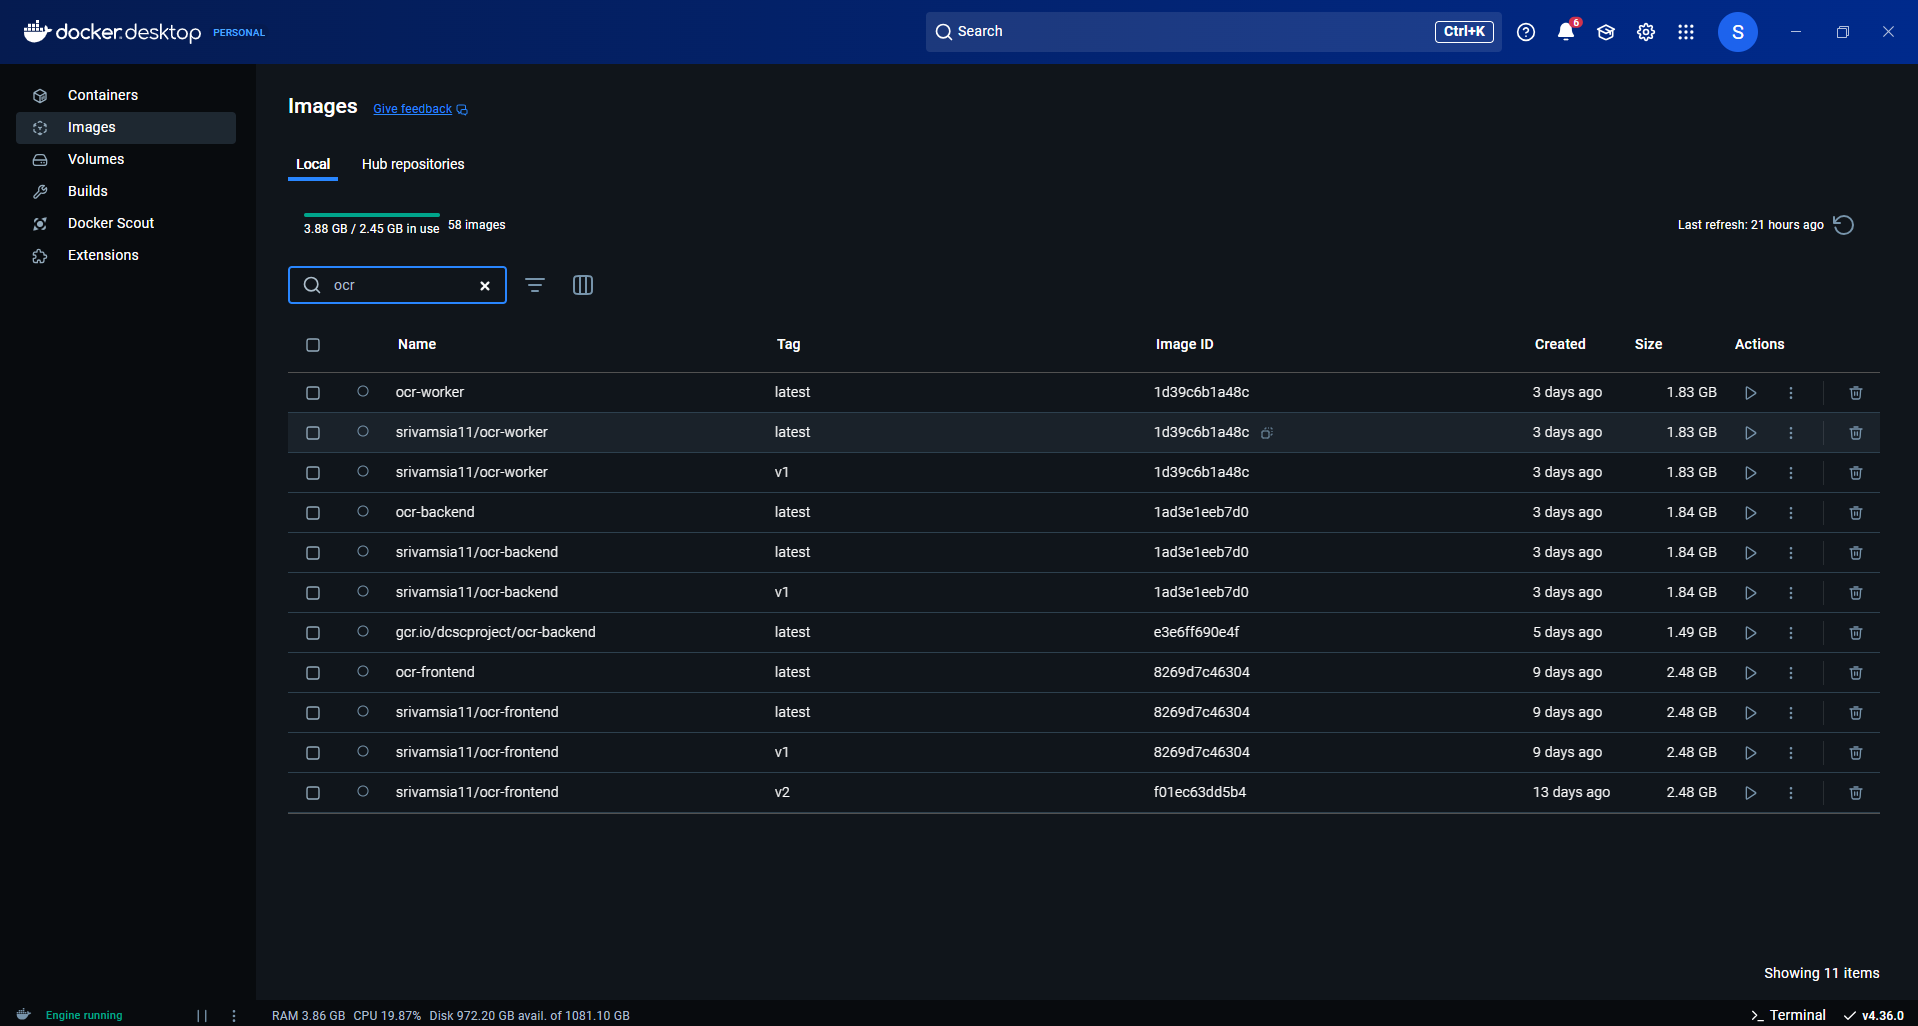 docker.desktop PERSONAL
Search Ctrl+K
6
S
Containers
Images
Volumes
Builds
Docker Scout
Extensions
Images Give feedback
Local Hub repositories
3.88 GB / 2.45 GB in use 58 images
Last refresh: 21 hours ago
ocr
Name Tag Image ID Created Size Actions
ocr-worker latest 1d39c6b1a48c 3 days ago 1.83 GB
srivamsia11/ocr-worker latest 1d39c6b1a48c 3 days ago 1.83 GB
srivamsia11/ocr-worker v1 1d39c6b1a48c 3 days ago 1.83 GB
ocr-backend latest 1ad3e1eeb7d0 3 days ago 1.84 GB
srivamsia11/ocr-backend latest 1ad3e1eeb7d0 3 days ago 1.84 GB
srivamsia11/ocr-backend v1 1ad3e1eeb7d0 3 days ago 1.84 GB
gcr.io/dcscproject/ocr-backend latest e3e6ff690e4f 5 days ago 1.49 GB
ocr-frontend latest 8269d7c46304 9 days ago 2.48 GB
srivamsia11/ocr-frontend latest 8269d7c46304 9 days ago 2.48 GB
srivamsia11/ocr-frontend v1 8269d7c46304 9 days ago 2.48 GB
srivamsia11/ocr-frontend v2 f01ec63dd5b4 13 days ago 2.48 GB
Showing 11 items
Engine running
RAM 3.86 GB CPU 19.87% Disk 972.20 GB avail. of 1081.10 GB
>_ Terminal v4.36.0